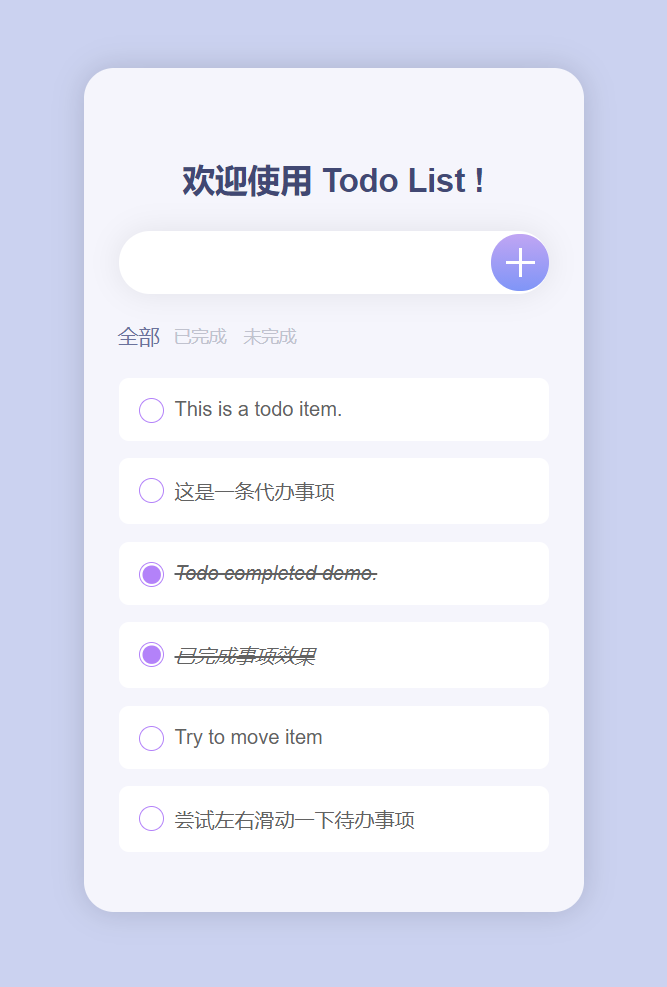 欢迎使用 Todo List !
全部 已完成 未完成
This is a todo item.
这是一条代办事项
Todo completed demo.
已完成事项效果
Try to move item
尝试左右滑动一下待办事项